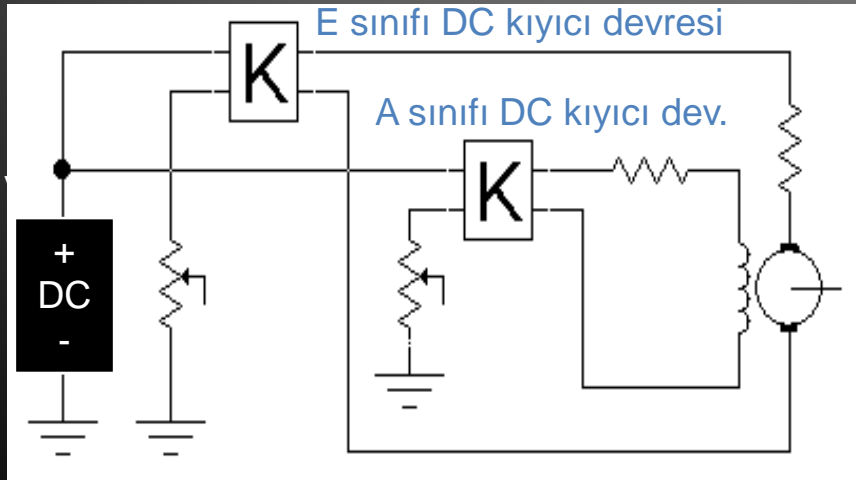 E sınıfı DC kıyıcı devresi
K
A sınıfı DC kıyıcı dev.
K
+
DC
-